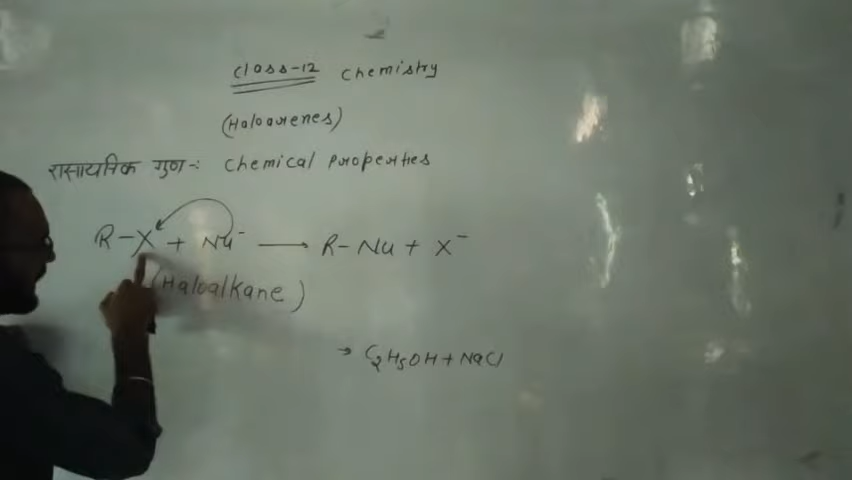 Class-12 Chemistry
(Haloarenes)
रासायनिक गुण-: Chemical Properties
R-X + Nu⁻ → R-Nu + X⁻
(Haloalkane)
→ C₂H₅OH + NaCl